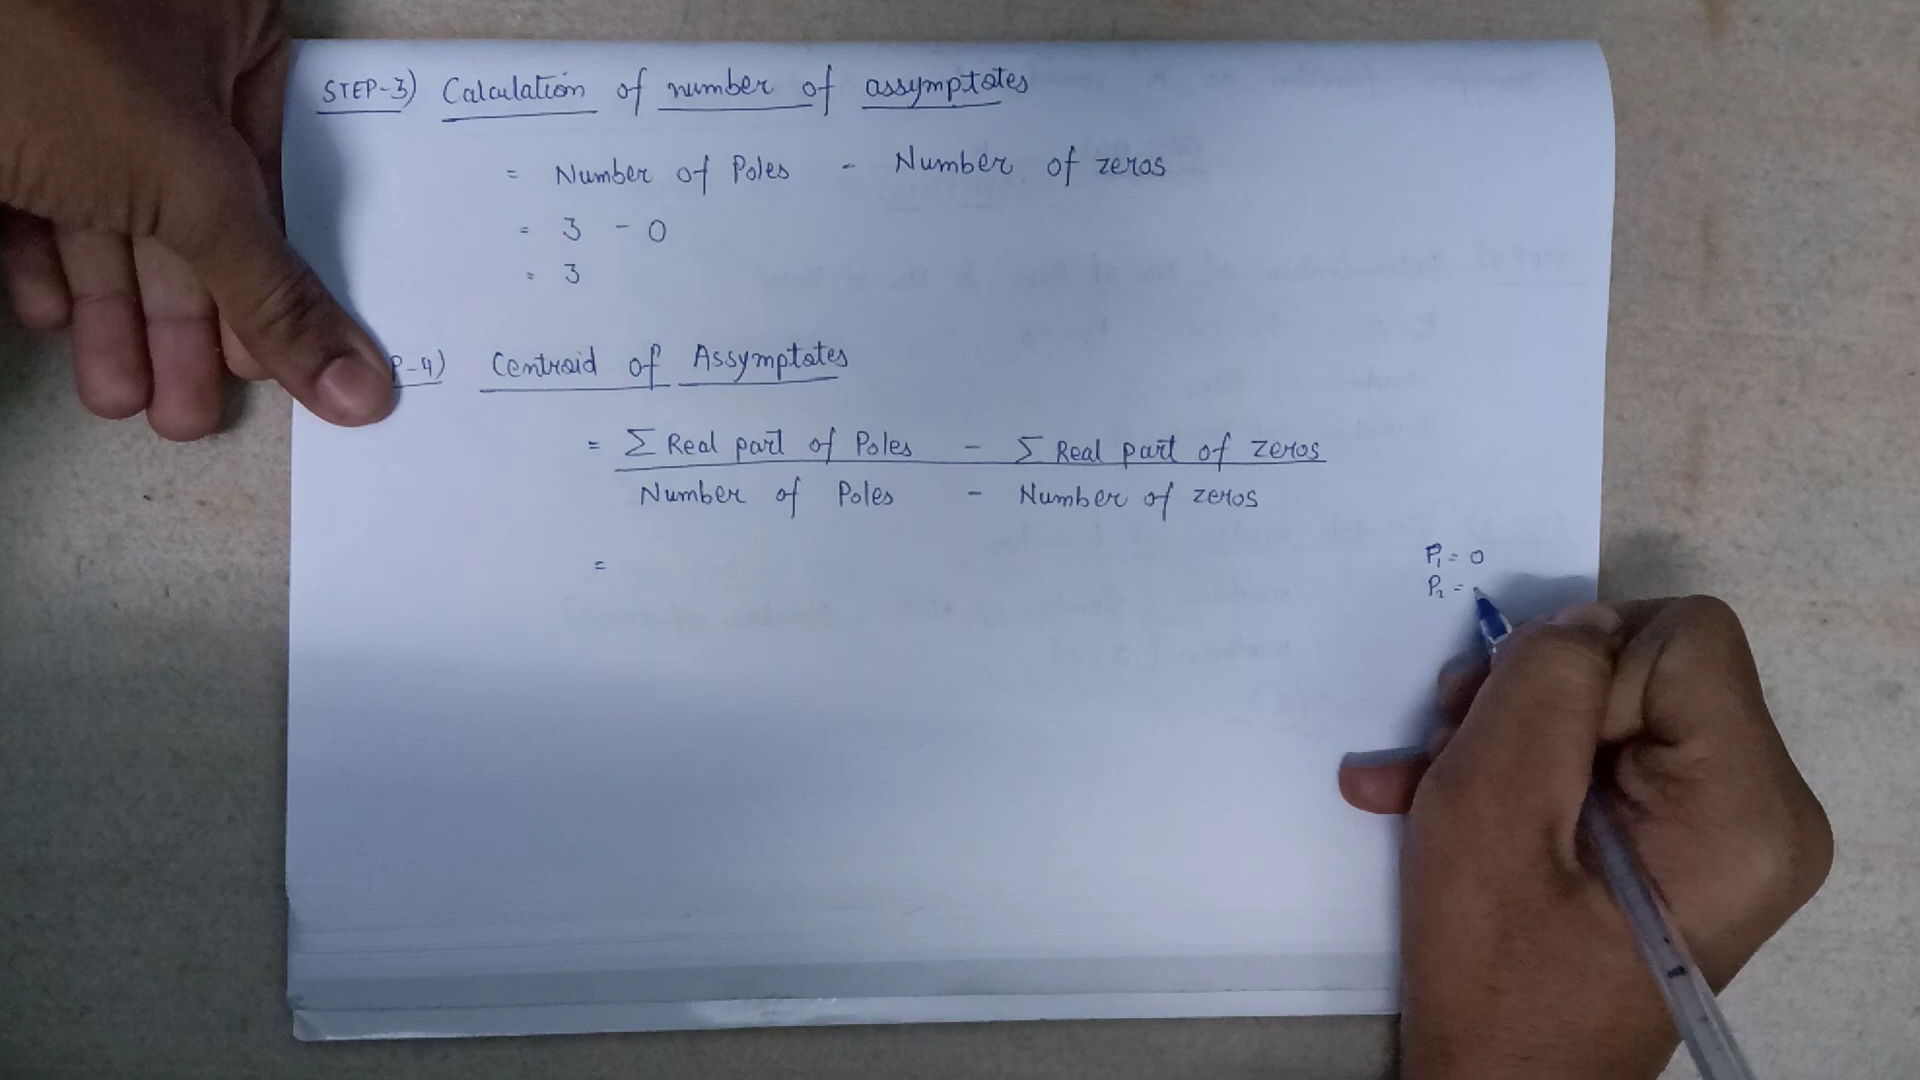 STEP-3) Calculation of number of assymptotes
= Number of Poles - Number of zeros
= 3 - 0
= 3
P-4) Centroid of Assymptotes
= Σ Real part of Poles - Σ Real part of zeros
Number of Poles - Number of zeros
=
P₁ = 0
P₂ =